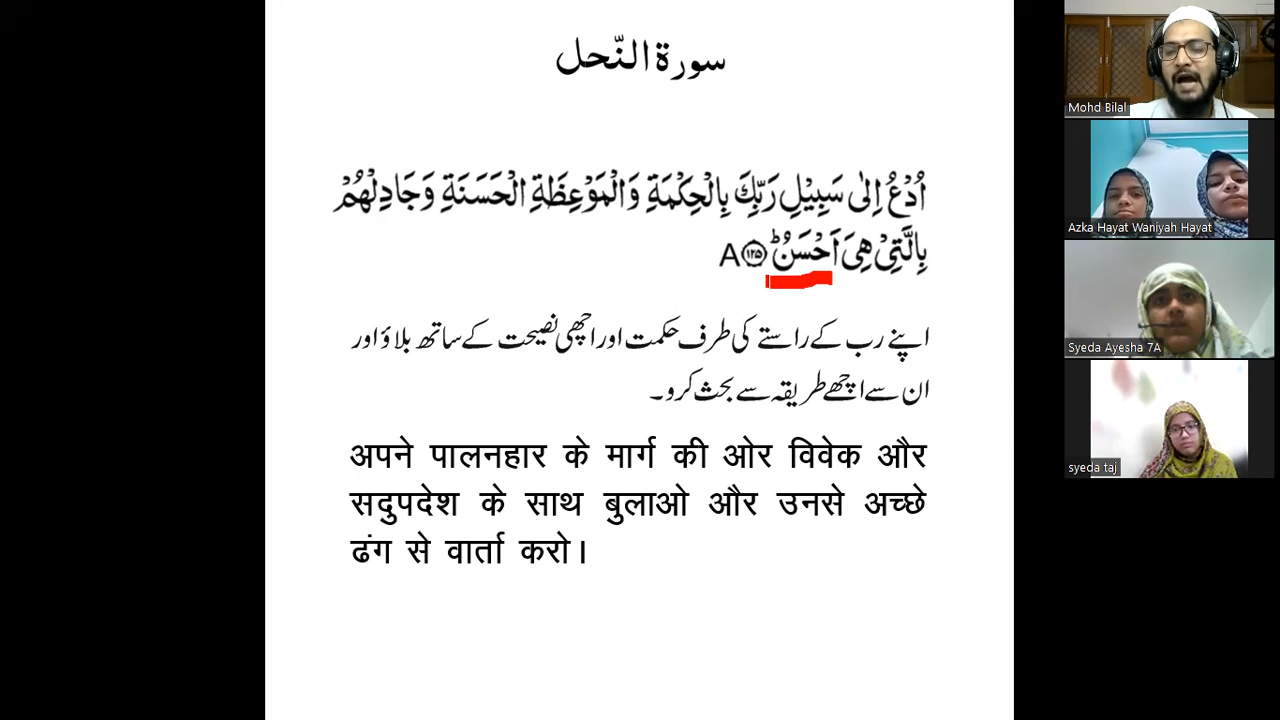 سورة النّحل
اُدْعُ اِلٰى سَبِيْلِ رَبِّكَ بِالْحِكْمَةِ وَالْمَوْعِظَةِ الْحَسَنَةِ وَجَادِلْهُمْ
بِالَّتِيْ هِيَ اَحْسَنُ ؕ ۝۱۲۵ A
اپنے رب کے راستے کی طرف حکمت اور اچھی نصیحت کے ساتھ بلاؤ اور
ان سے اچھے طریقہ سے بحث کرو۔
अपने पालनहार के मार्ग की ओर विवेक और
सदुपदेश के साथ बुलाओ और उनसे अच्छे
ढंग से वार्ता करो।
Mohd Bilal
Azka Hayat Waniyah Hayat
Syeda Ayesha 7A
syeda taj